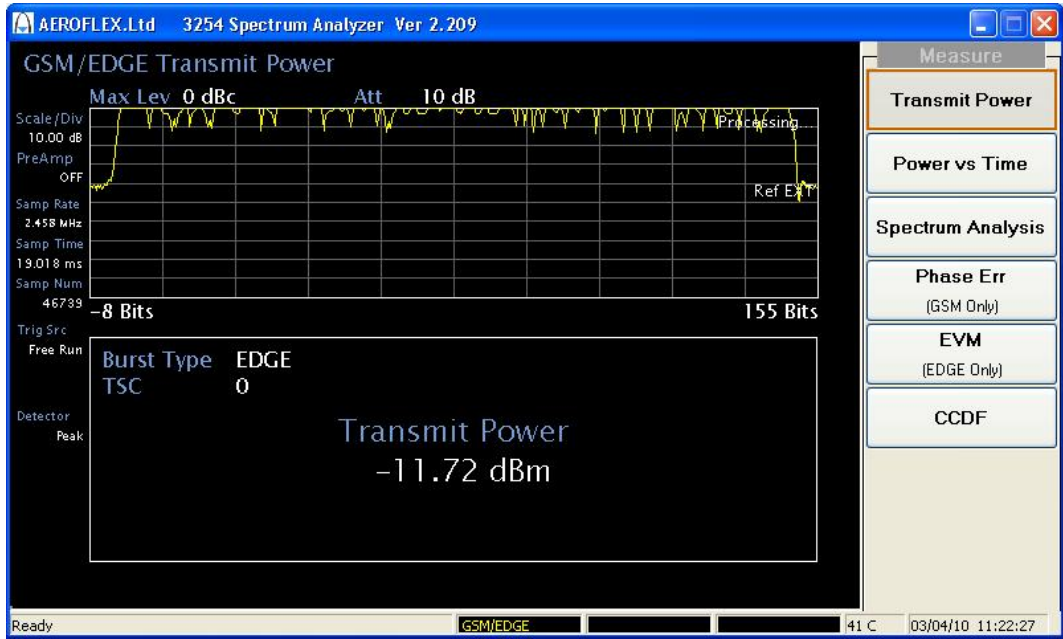 AEROFLEX.Ltd 3254 Spectrum Analyzer Ver 2.209
GSM/EDGE Transmit Power
Max Lev 0 dBc Att 10 dB
Scale/Div
10.00 dB
PreAmp
OFF
Samp Rate
2.458 MHz
Samp Time
19.018 ms
Samp Num
46739
Trig Src
Free Run
Detector
Peak
Processing...
Ref EXT
-8 Bits 155 Bits
Burst Type EDGE
TSC 0
Transmit Power
-11.72 dBm
Measure
Transmit Power
Power vs Time
Spectrum Analysis
Phase Err
(GSM Only)
EVM
(EDGE Only)
CCDF
Ready GSM/EDGE 41 C 03/04/10 11:22:27